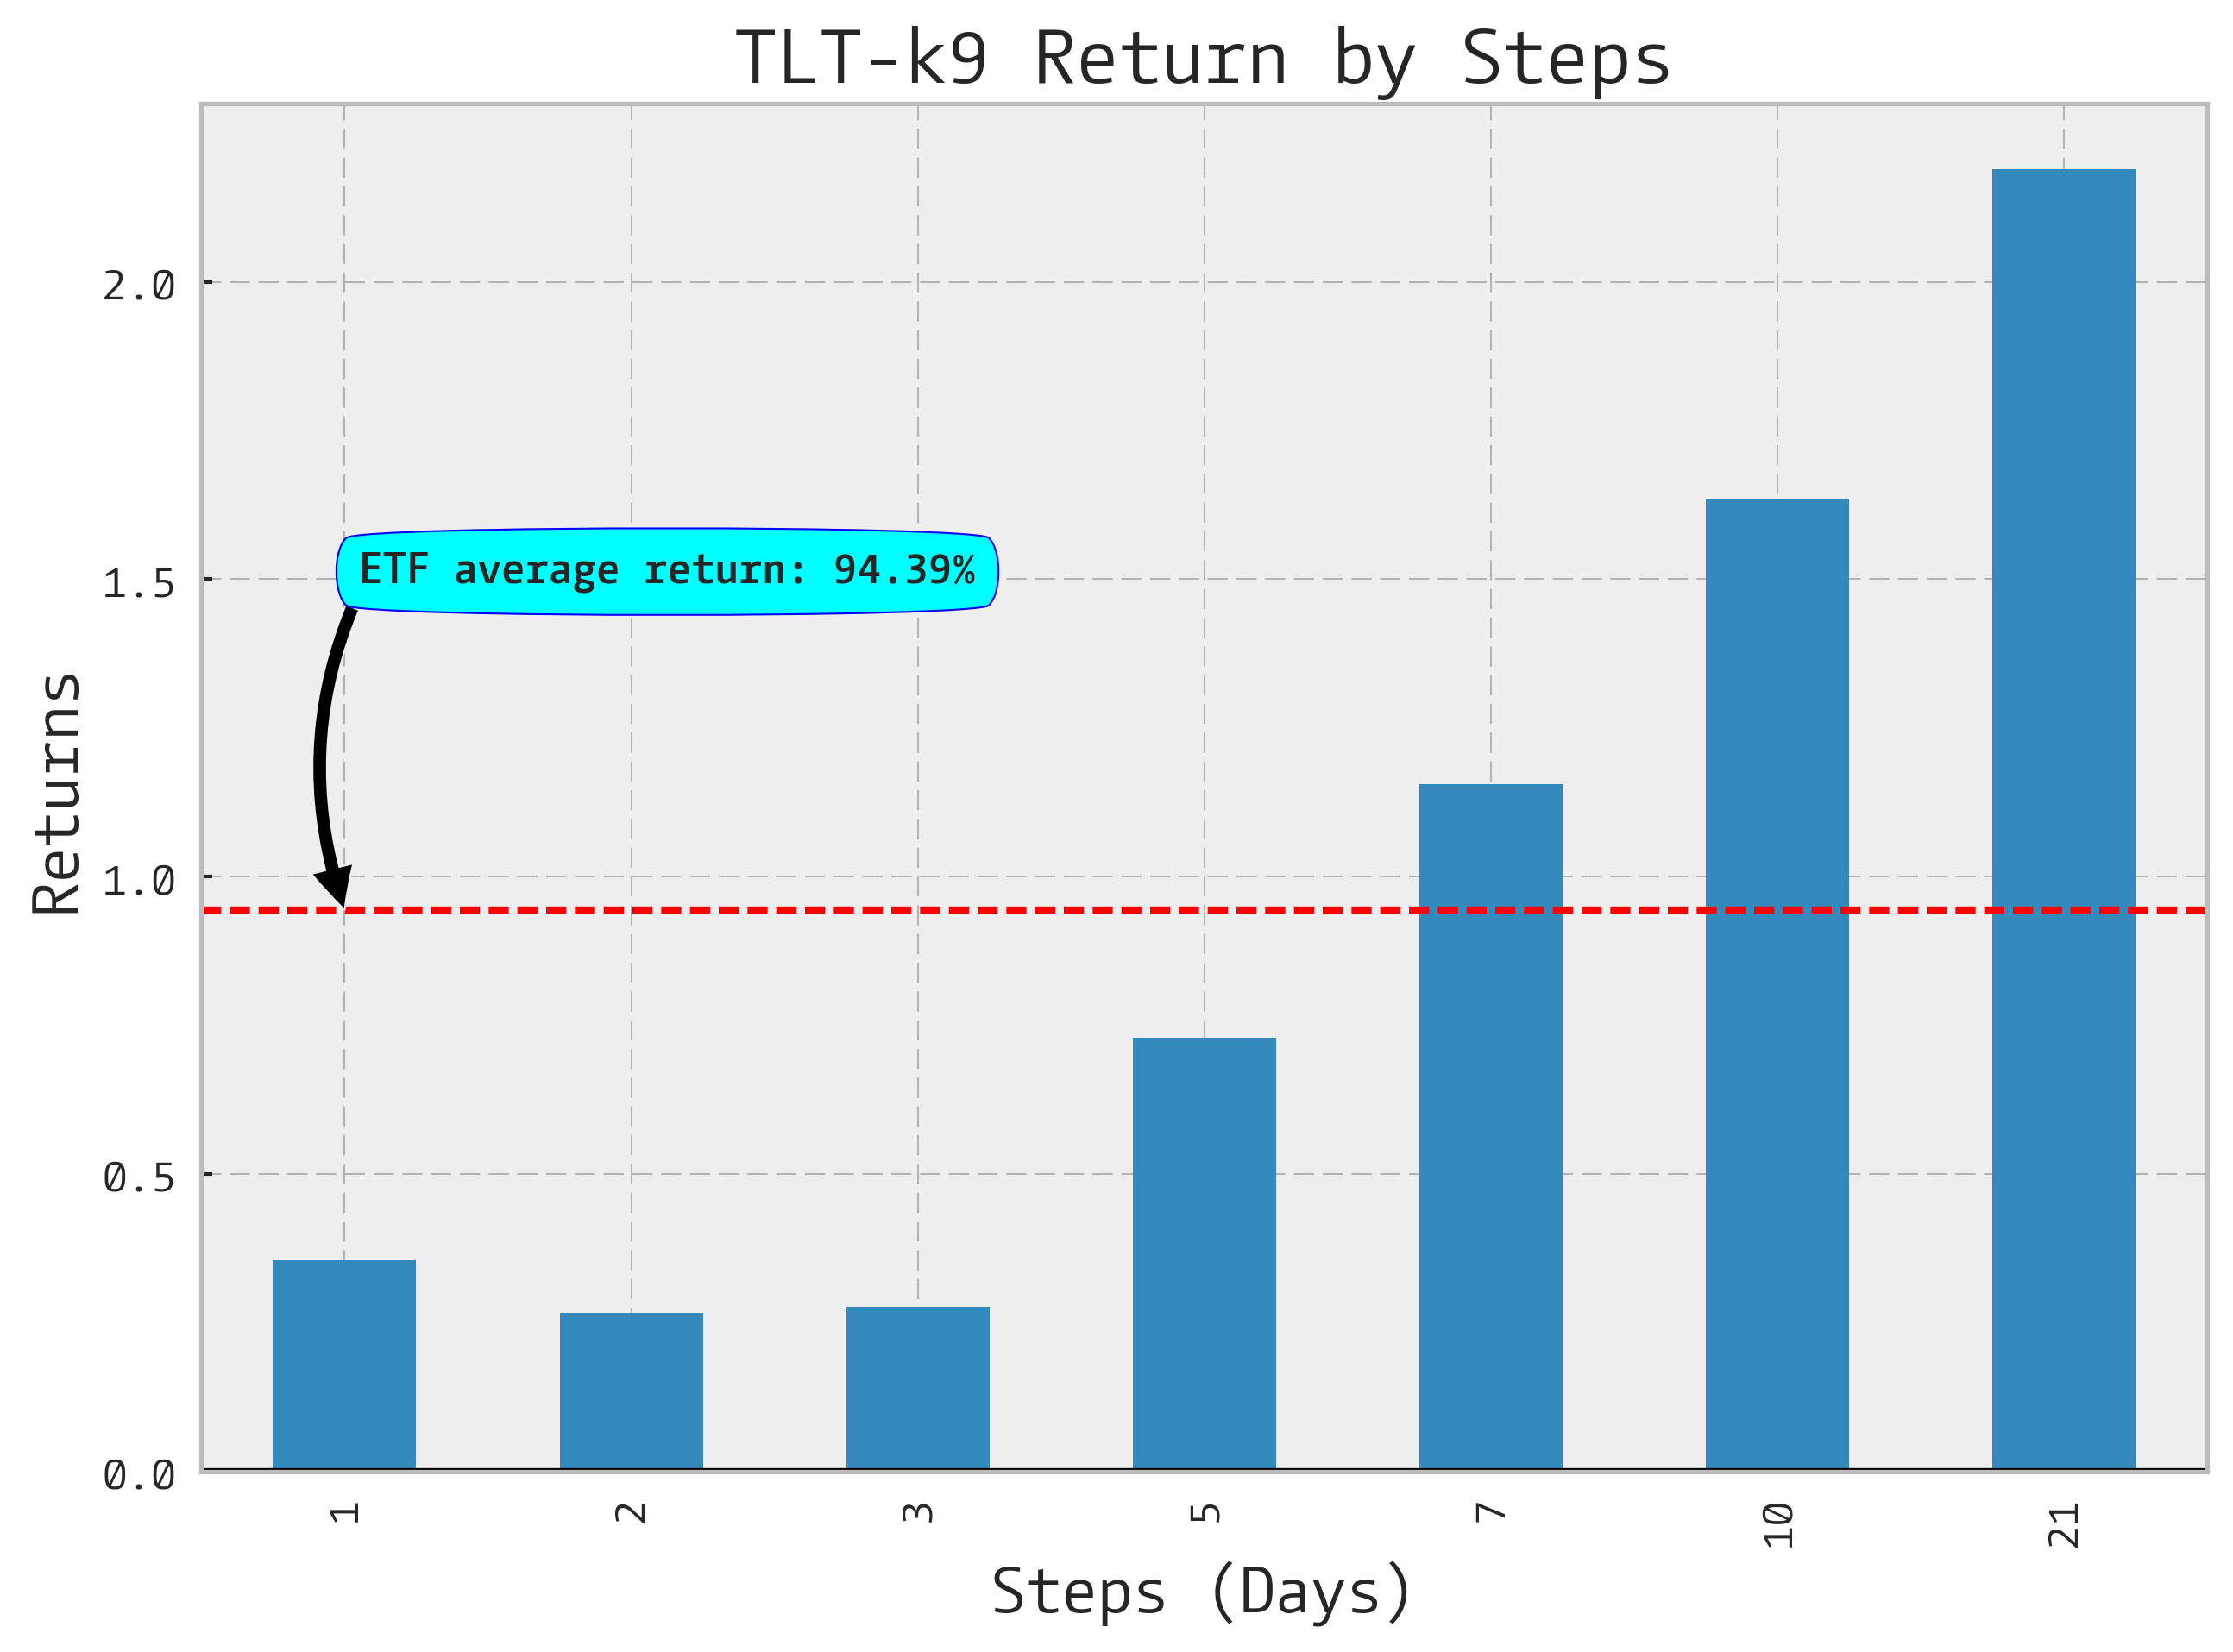 TLT-k9 Return by Steps
Returns
2.0
1.5
1.0
0.5
0.0
ETF average return: 94.39%
1 2 3 5 7 10 21
Steps (Days)